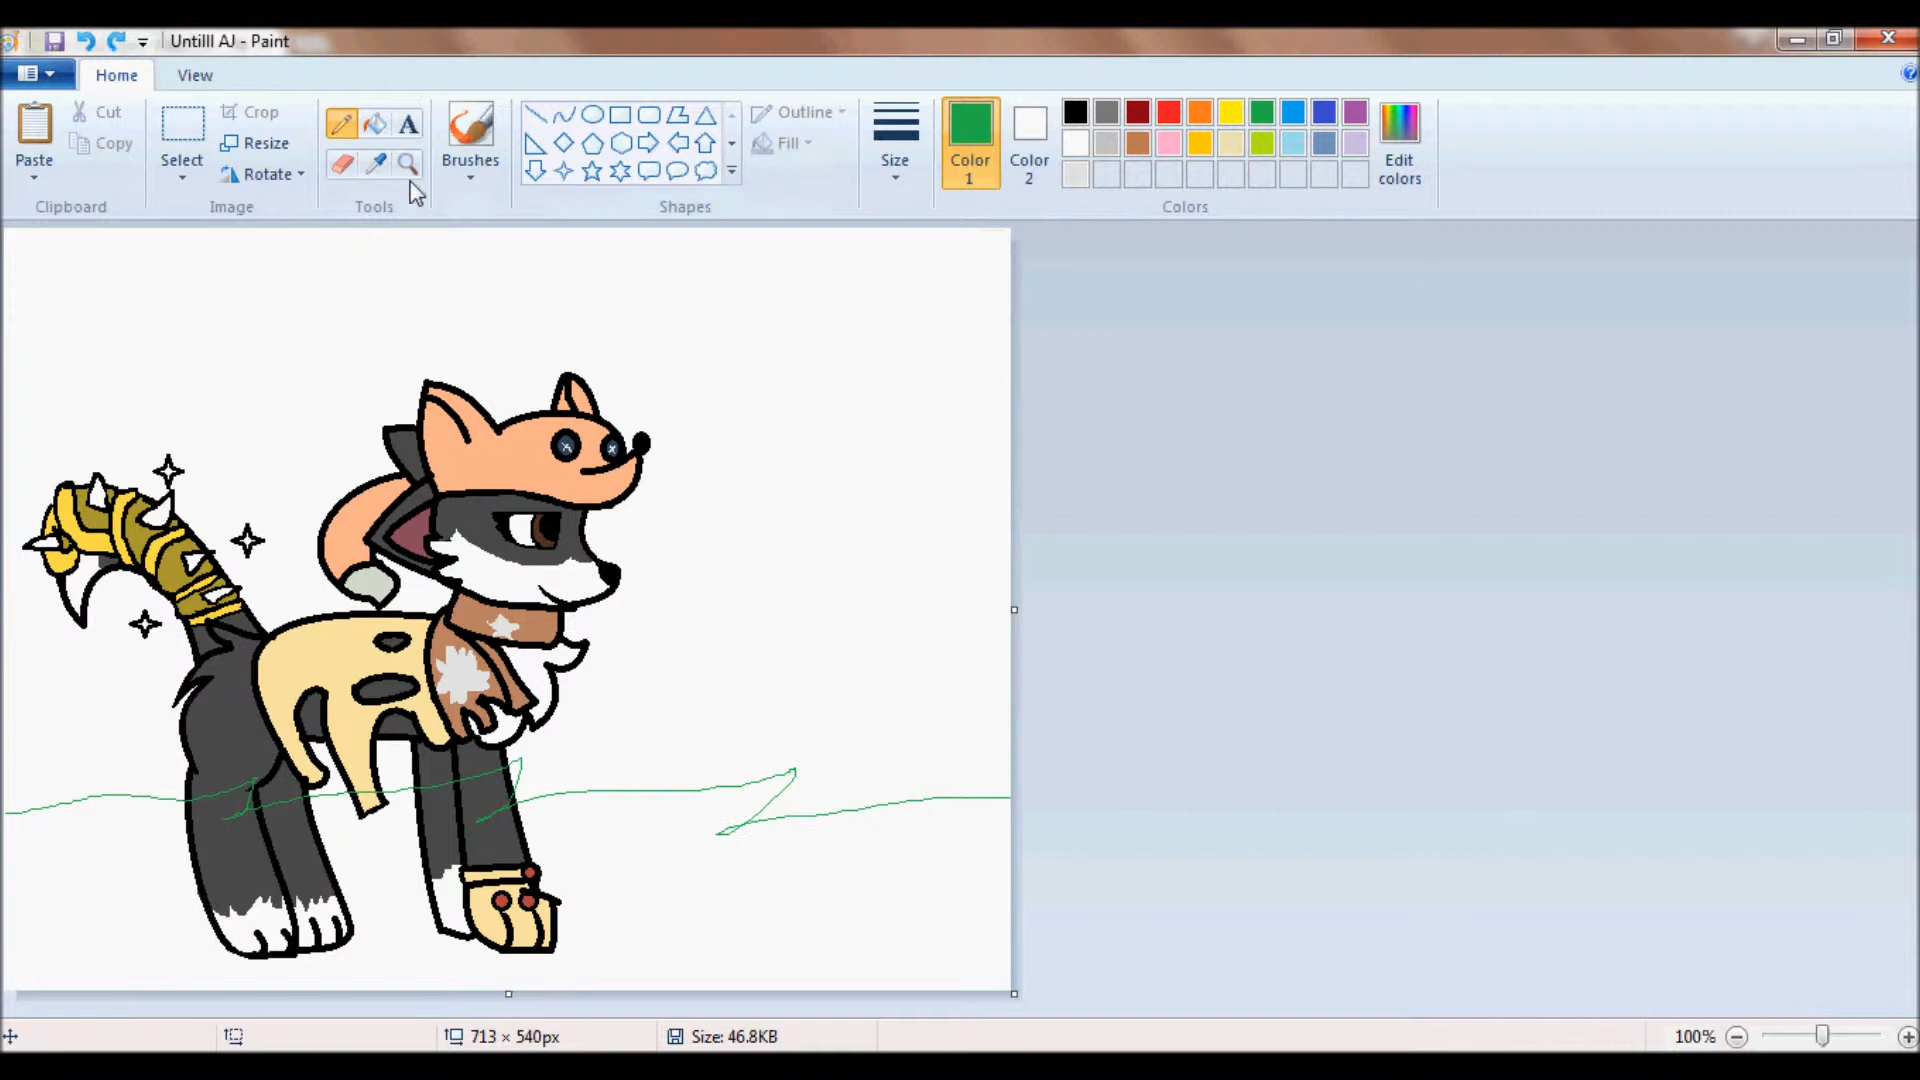 Untilll AJ - Paint
Home View
Paste
Cut
Copy
Clipboard
Select
Crop
Resize
Rotate
Image
A
Tools
Brushes
Shapes
Outline
Fill
Size
Color 1
Color 2
Colors
Edit colors
713 × 540px
Size: 46.8KB
100%